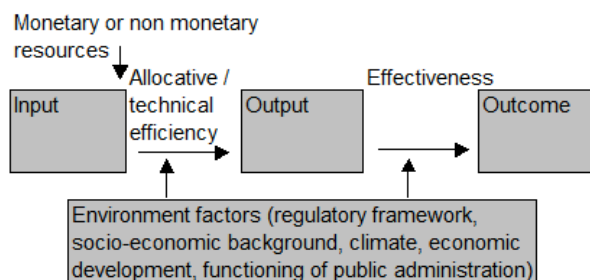 Monetary or non monetary
resources
Allocative /
technical
efficiency
Effectiveness
Input
Output
Outcome
Environment factors (regulatory framework,
socio-economic background, climate, economic
development, functioning of public administration)